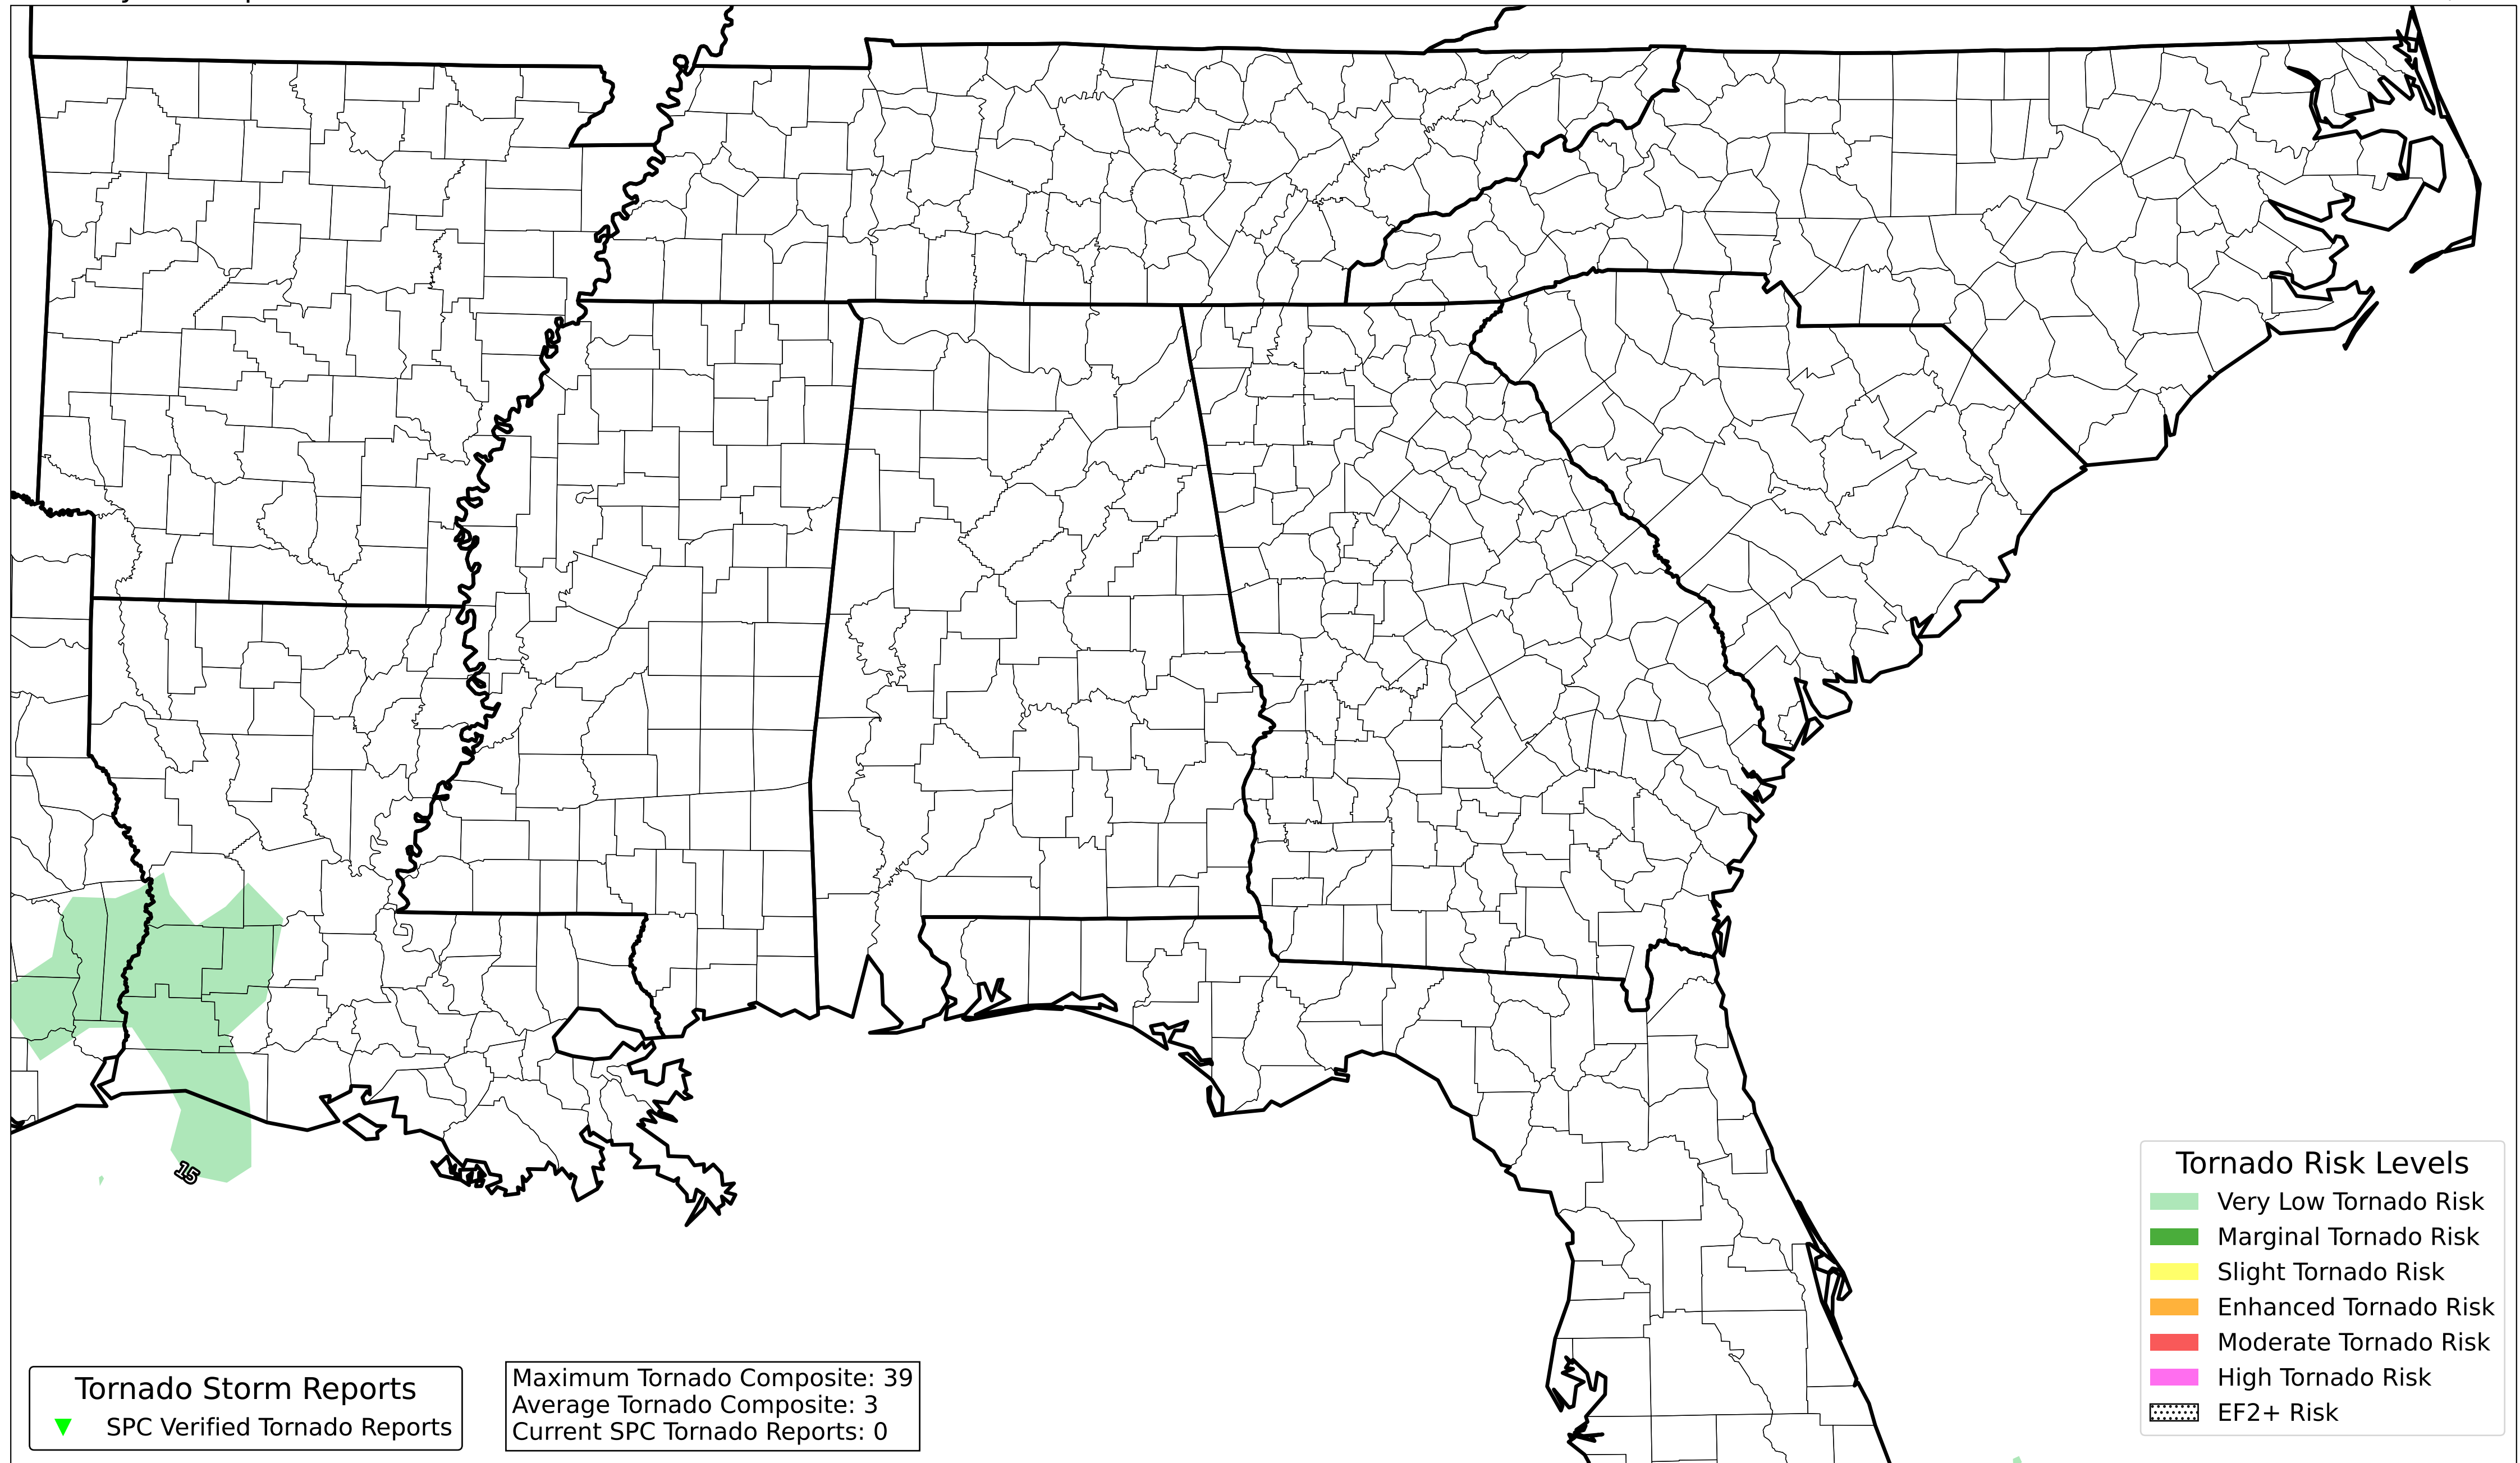 15
Tornado Risk Levels
Very Low Tornado Risk
Marginal Tornado Risk
Slight Tornado Risk
Enhanced Tornado Risk
Moderate Tornado Risk
High Tornado Risk
EF2+ Risk
Tornado Storm Reports
SPC Verified Tornado Reports
Maximum Tornado Composite: 39
Average Tornado Composite: 3
Current SPC Tornado Reports: 0